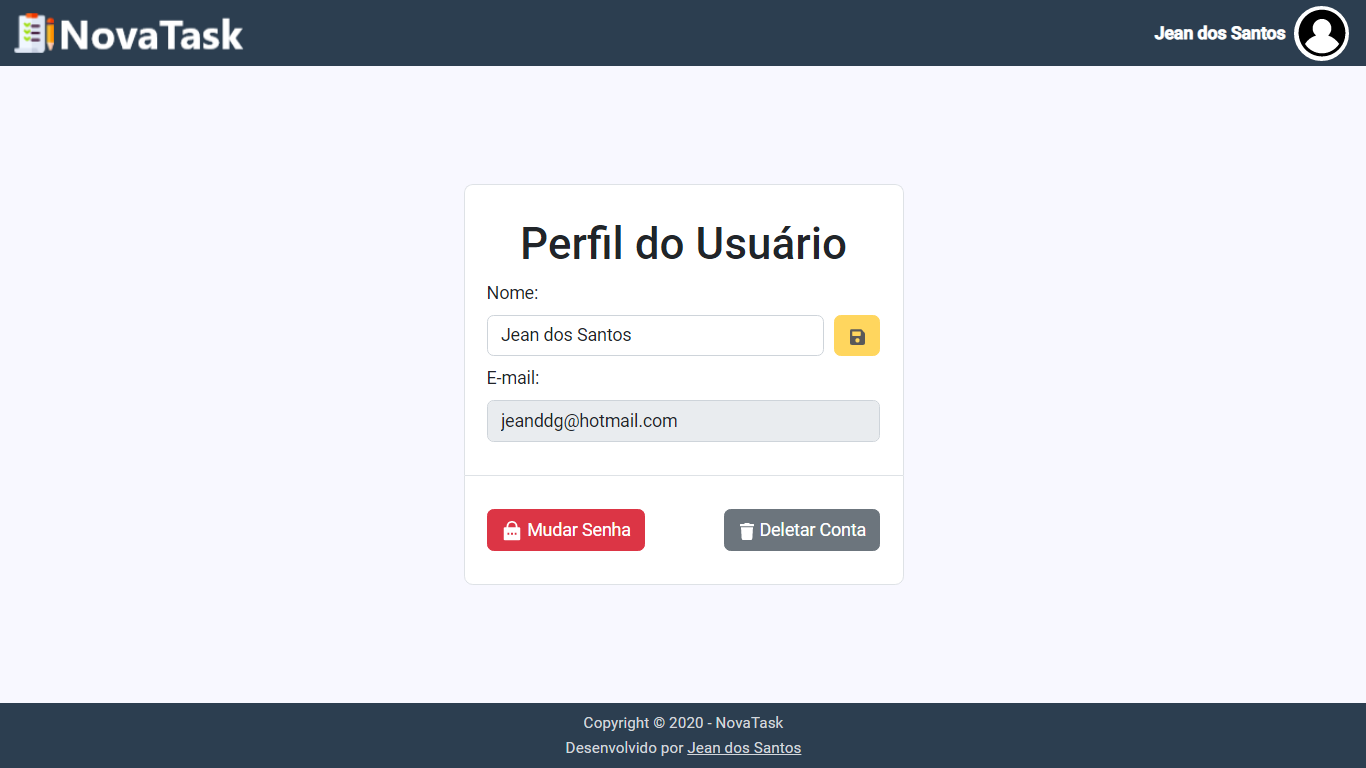 NovaTask
Jean dos Santos
Perfil do Usuário
Nome:
Jean dos Santos
E-mail:
jeanddg@hotmail.com
Mudar Senha
Deletar Conta
Copyright © 2020 - NovaTask
Desenvolvido por Jean dos Santos